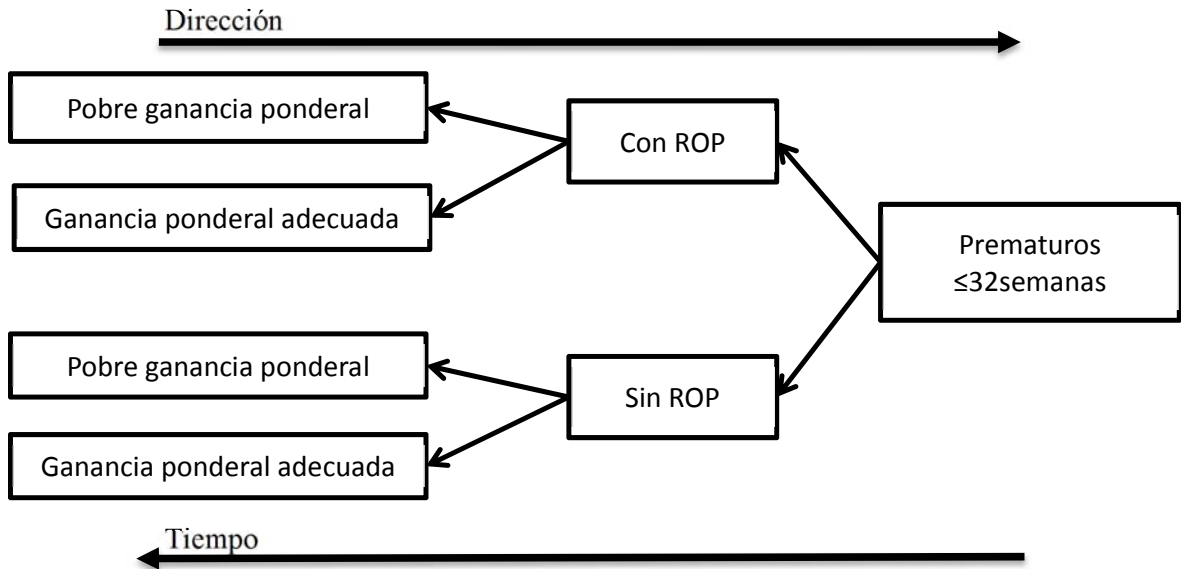 Dirección
Pobre ganancia ponderal
Ganancia ponderal adecuada
Con ROP
Prematuros
≤32semanas
Pobre ganancia ponderal
Ganancia ponderal adecuada
Sin ROP
Tiempo